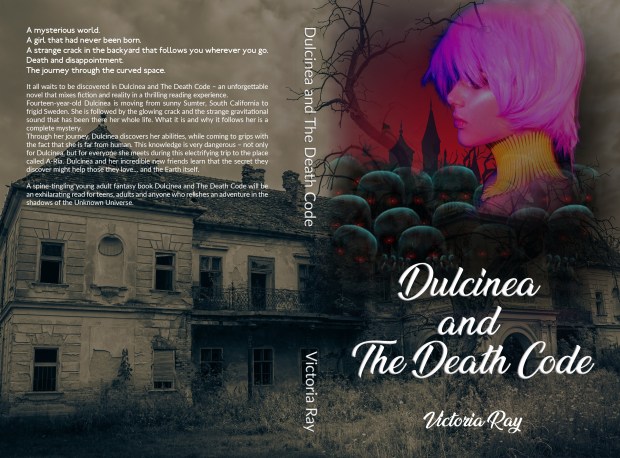 A mysterious world.
A girl that had never been born.
A strange crack in the backyard that follows you wherever you go.
Death and disappointment.
The journey through the curved space.
It all waits to be discovered in Dulcinea and The Death Code – an unforgettable
novel that mixes fiction and reality in a thrilling reading experience.
Fourteen-year-old Dulcinea is moving from sunny Sumter, South California to
frigid Sweden. She is followed by the glowing crack and the strange gravitational
sound that has been there her whole life. What it is and why it follows her is a
complete mystery.
Through her journey, Dulcinea discovers her abilities, while coming to grips with
the fact that she is far from human. This knowledge is very dangerous – not only
for Dulcinea, but for everyone she meets during this electrifying trip to the place
called A-Ria. Dulcinea and her incredible new friends learn that the secret they
discover might help those they love... and the Earth itself.
A spine-tingling young adult fantasy book Dulcinea and The Death Code will be
an exhilarating read for teens, adults and anyone who relishes an adventure in the
shadows of the Unknown Universe.
Dulcinea and The Death Code
Victoria Ray
Dulcinea
and
The Death Code
Victoria Ray